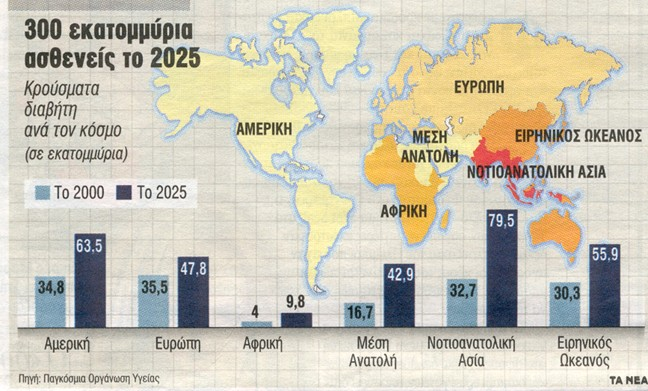 300 εκατομμύρια
ασθενείς το 2025
Κρούσματα
διαβήτη
ανά τον κόσμο
(σε εκατομμύρια)
Το 2000 Το 2025
ΑΜΕΡΙΚΗ
ΕΥΡΩΠΗ
ΜΕΣΗ
ΑΝΑΤΟΛΗ
ΕΙΡΗΝΙΚΟΣ ΩΚΕΑΝΟΣ
ΝΟΤΙΟΑΝΑΤΟΛΙΚΗ ΑΣΙΑ
ΑΦΡΙΚΗ
34,8 63,5
35,5 47,8
4 9,8
16,7 42,9
32,7 79,5
30,3 55,9
Αμερική
Ευρώπη
Αφρική
Μέση
Ανατολή
Νοτιοανατολική
Ασία
Ειρηνικός
Ωκεανός
Πηγή: Παγκόσμια Οργάνωση Υγείας
ΤΑ ΝΕΑ